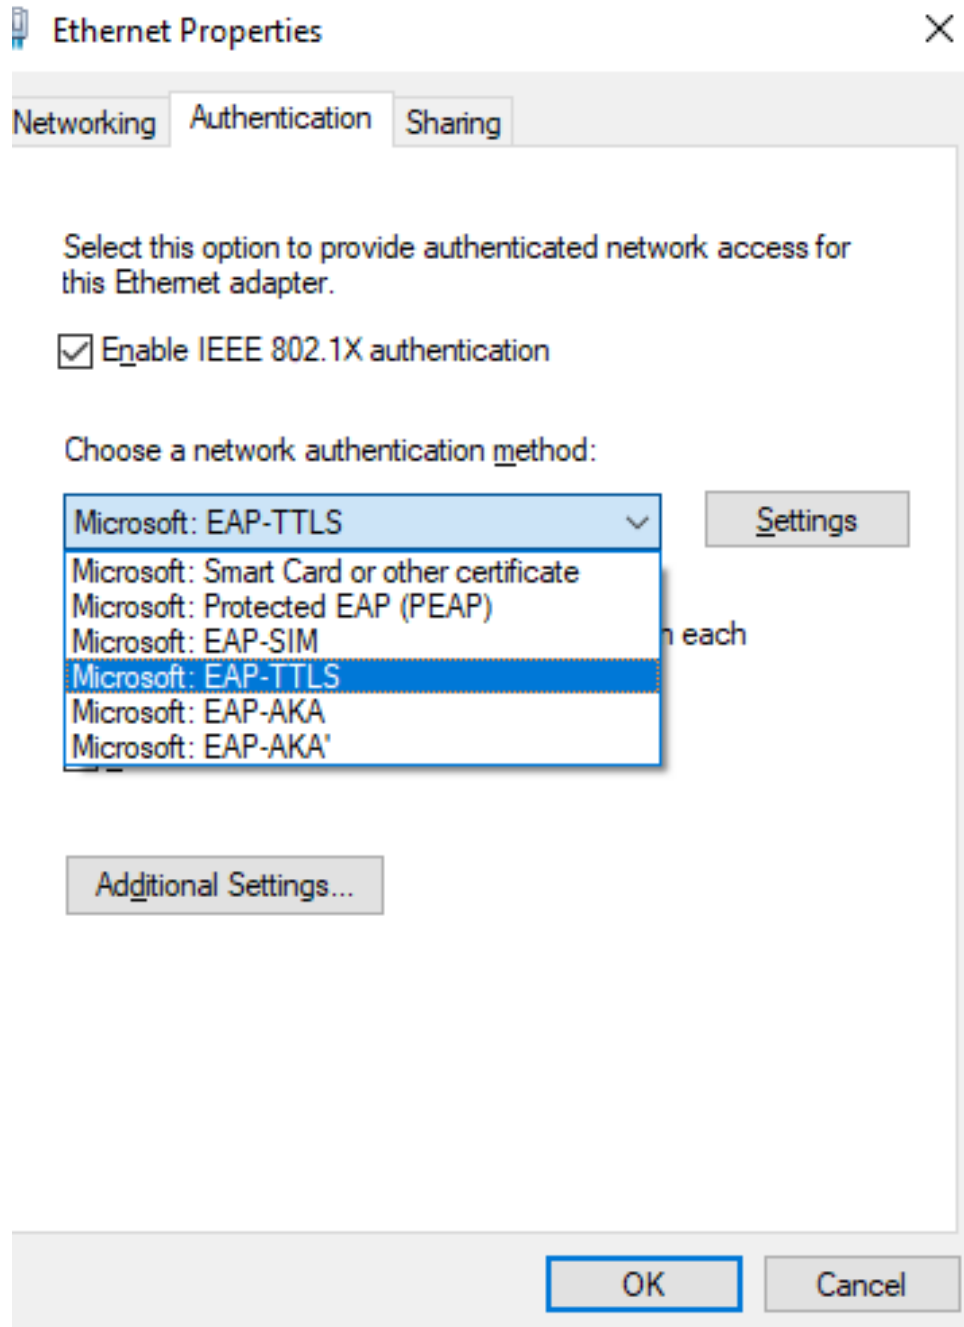 Ethernet Properties
Networking
Authentication
Sharing
Select this option to provide authenticated network access for
this Ethernet adapter.
Enable IEEE 802.1X authentication
Choose a network authentication method:
Microsoft: EAP-TTLS
Settings
Microsoft: Smart Card or other certificate
Microsoft: Protected EAP (PEAP)
Microsoft: EAP-SIM
each
Microsoft: EAP-TTLS
Microsoft: EAP-AKA
Microsoft: EAP-AKA'
Additional Settings...
OK
Cancel